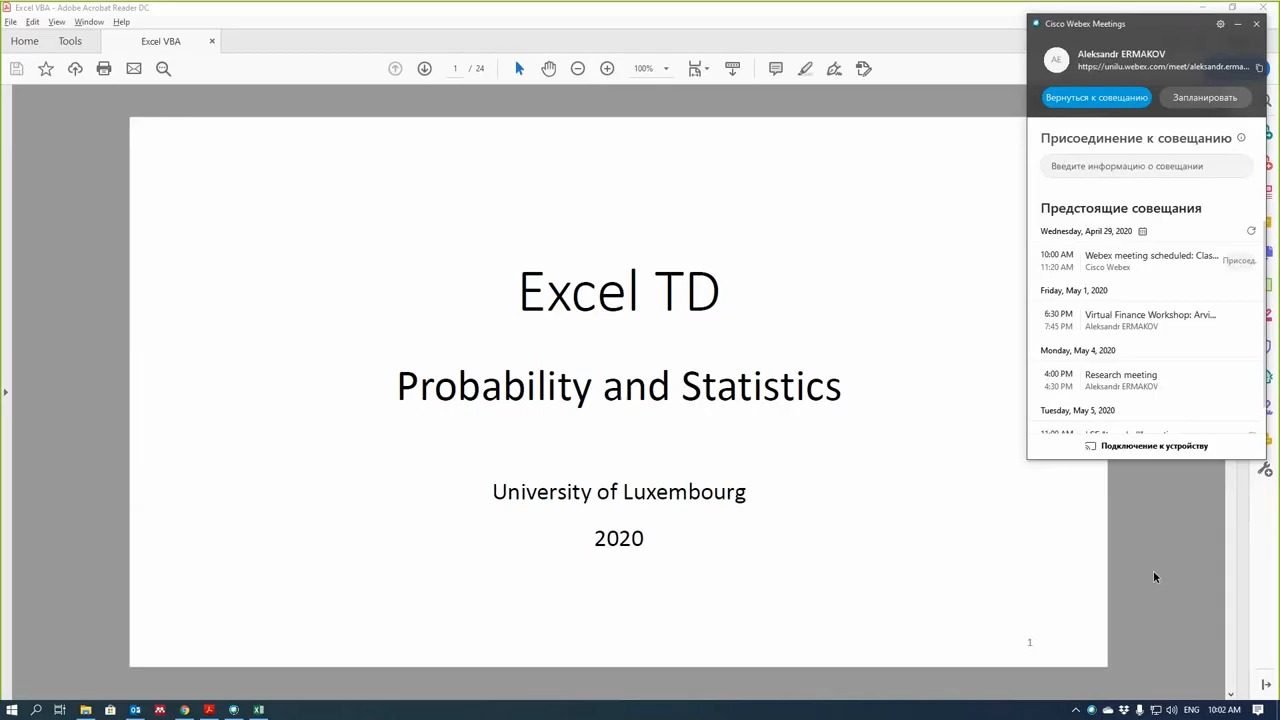 Excel VBA - Adobe Acrobat Reader DC
File Edit View Window Help
Home Tools Excel VBA ×
1 / 24 100%
Excel TD
Probability and Statistics
University of Luxembourg
2020
1
Cisco Webex Meetings
AE
Aleksandr ERMAKOV
https://unilu.webex.com/meet/aleksandr.erma...
Вернуться к совещанию Запланировать
Присоединение к совещанию
Введите информацию о совещании
Предстоящие совещания
Wednesday, April 29, 2020
10:00 AM Webex meeting scheduled: Clas... Присоед.
11:20 AM Cisco Webex
Friday, May 1, 2020
6:30 PM Virtual Finance Workshop: Arvi...
7:45 PM Aleksandr ERMAKOV
Monday, May 4, 2020
4:00 PM Research meeting
4:30 PM Aleksandr ERMAKOV
Tuesday, May 5, 2020
Подключение к устройству
10:02 AM